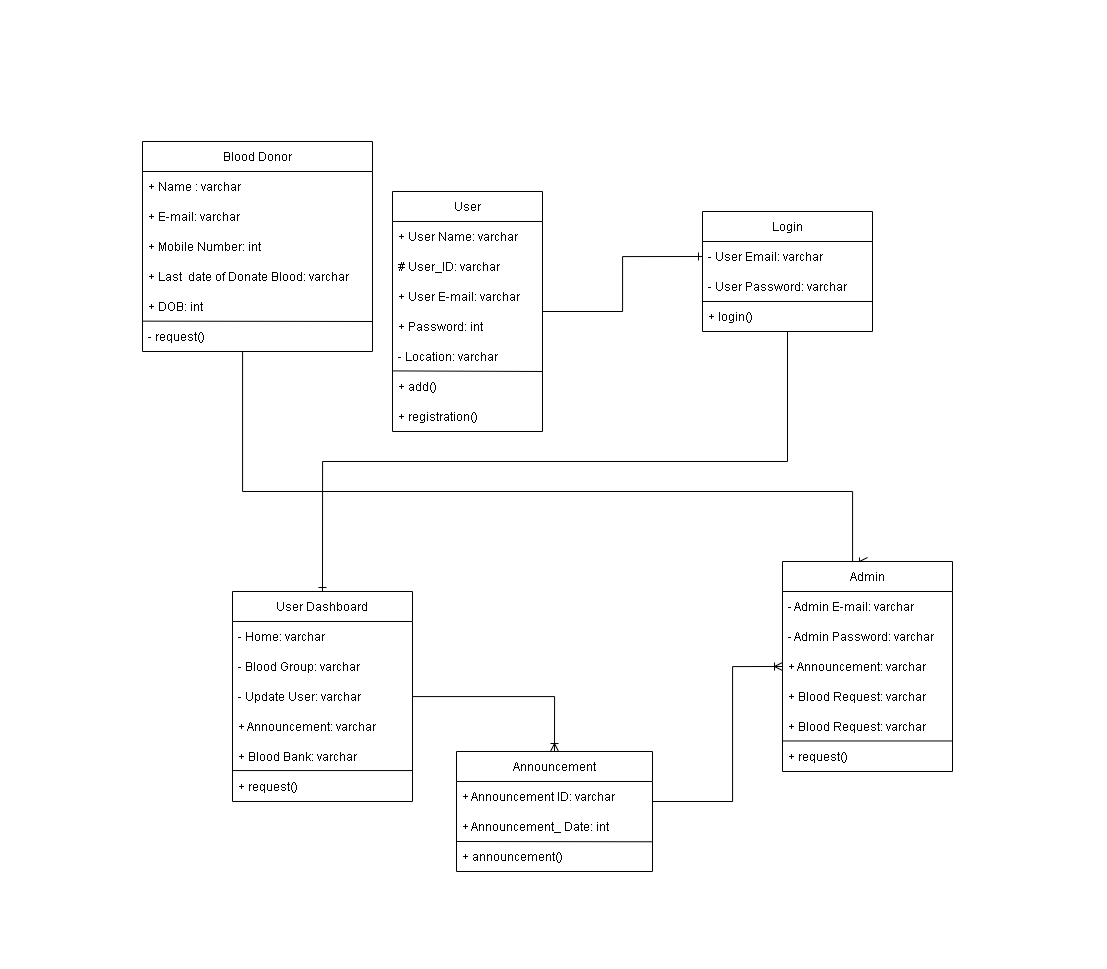 Blood Donor
+ Name : varchar
+ E-mail: varchar
+ Mobile Number: int
+ Last  date of Donate Blood: varchar
+ DOB: int
- request()
User
+ User Name: varchar
# User_ID: varchar
+ User E-mail: varchar
+ Password: int
- Location: varchar
+ add()
+ registration()
Login
- User Email: varchar
- User Password: varchar
+ login()
User Dashboard
- Home: varchar
- Blood Group: varchar
- Update User: varchar
+ Announcement: varchar
+ Blood Bank: varchar
+ request()
Announcement
+ Announcement ID: varchar
+ Announcement_ Date: int
+ announcement()
Admin
- Admin E-mail: varchar
- Admin Password: varchar
+ Announcement: varchar
+ Blood Request: varchar
+ Blood Request: varchar
+ request()